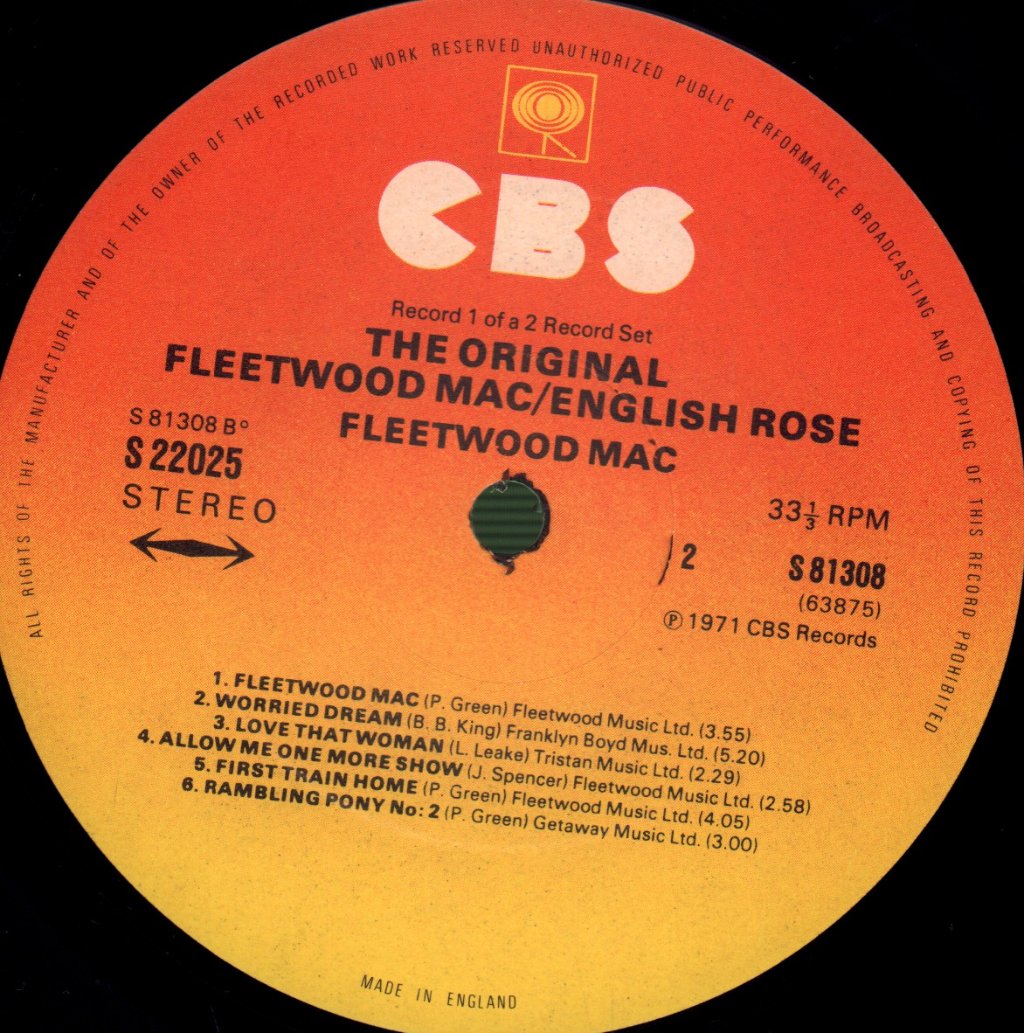 ALL RIGHTS OF THE MANUFACTURER AND OF THE OWNER OF THE RECORDED WORK RESERVED UNAUTHORIZED PUBLIC PERFORMANCE BROADCASTING AND COPYING OF THIS RECORD PROHIBITED
CBS
Record 1 of a 2 Record Set
THE ORIGINAL
FLEETWOOD MAC/ENGLISH ROSE
FLEETWOOD MAC
S 81308 B°
S 22025
STEREO
33⅓ RPM
2
S 81308
(63875)
Ⓟ 1971 CBS Records
1. FLEETWOOD MAC (P. Green) Fleetwood Music Ltd. (3.55)
2. WORRIED DREAM (B. B. King) Franklyn Boyd Mus. Ltd. (5.20)
3. LOVE THAT WOMAN (L. Leake) Tristan Music Ltd. (2.29)
4. ALLOW ME ONE MORE SHOW (J. Spencer) Fleetwood Music Ltd. (2.58)
5. FIRST TRAIN HOME (P. Green) Fleetwood Music Ltd. (4.05)
6. RAMBLING PONY No: 2 (P. Green) Getaway Music Ltd. (3.00)
MADE IN ENGLAND